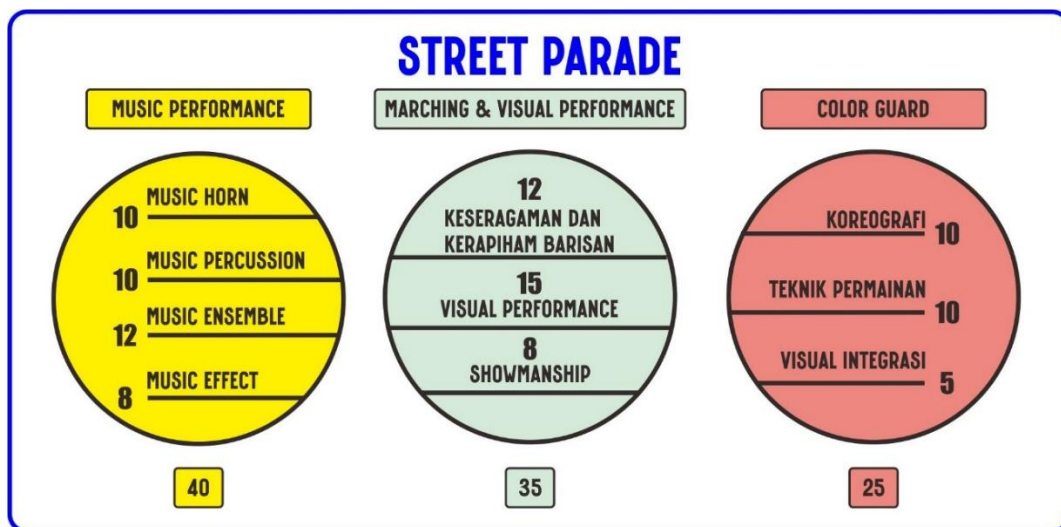 STREET PARADE
MUSIC PERFORMANCE
10 MUSIC HORN
10 MUSIC PERCUSSION
12 MUSIC ENSEMBLE
8 MUSIC EFFECT
40
MARCHING & VISUAL PERFORMANCE
12
KESERAGAMAN DAN
KERAPIHAM BARISAN
15
VISUAL PERFORMANCE
8
SHOWMANSHIP
35
COLOR GUARD
KOREOGRAFI 10
TEKNIK PERMAINAN 10
VISUAL INTEGRASI 5
25